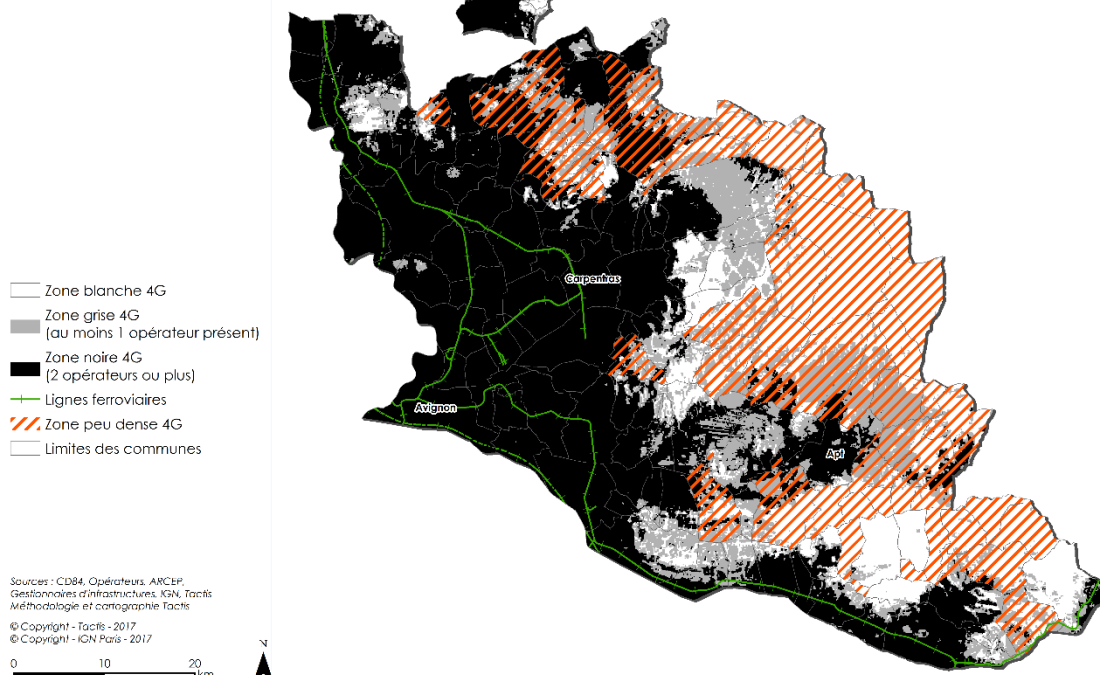 Zone blanche 4G
Zone grise 4G
(au moins 1 opérateur présent)
Zone noire 4G
(2 opérateurs ou plus)
Lignes ferroviaires
Zone peu dense 4G
Limites des communes
Carpentras
Avignon
Apt
Sources : CD84, Opérateurs, ARCEP,
Gestionnaires d'infrastructures, IGN, Tactis
Méthodologie et cartographie Tactis
© Copyright - Tactis - 2017
© Copyright - IGN Paris - 2017
0 10 20
km
N